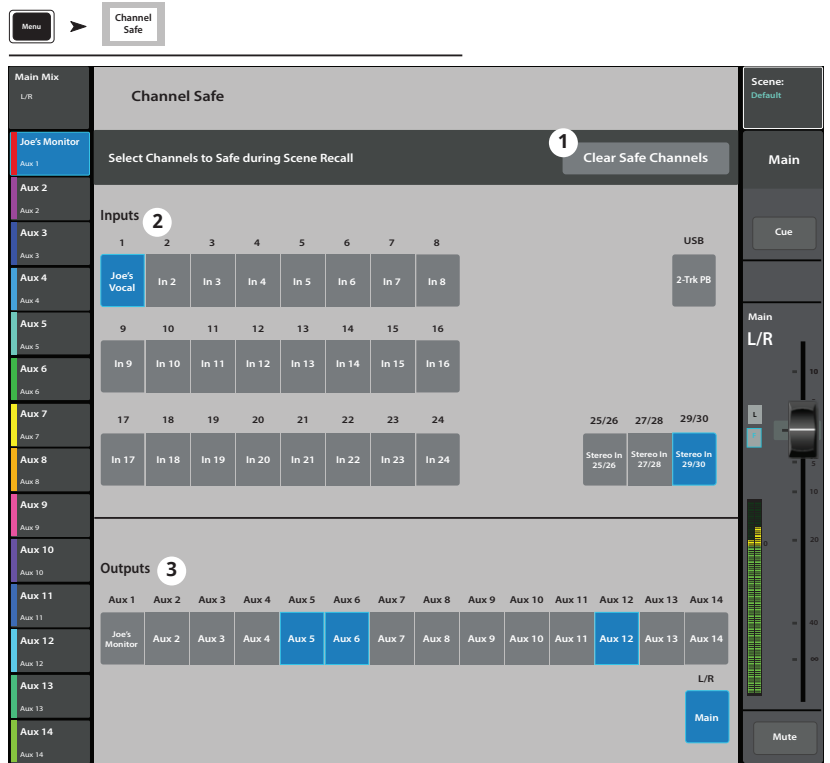 Menu
Channel
Safe
Main Mix
L/R
Channel Safe
Scene:
Default
Joe's Monitor
Aux 1
1
Select Channels to Safe during Scene Recall
Clear Safe Channels
Main
Aux 2
Aux 2
Aux 3
Aux 3
Aux 4
Aux 4
Aux 5
Aux 5
Aux 6
Aux 6
Aux 7
Aux 7
Aux 8
Aux 8
Aux 9
Aux 9
Aux 10
Aux 10
Aux 11
Aux 11
Aux 12
Aux 12
Aux 13
Aux 13
Aux 14
Aux 14
Inputs 2
1 2 3 4 5 6 7 8 USB
Joe's
Vocal
In 2 In 3 In 4 In 5 In 6 In 7 In 8 2-Trk PB
9 10 11 12 13 14 15 16
In 9 In 10 In 11 In 12 In 13 In 14 In 15 In 16
17 18 19 20 21 22 23 24 25/26 27/28 29/30
In 17 In 18 In 19 In 20 In 21 In 22 In 23 In 24
Stereo In
25/26
Stereo In
27/28
Stereo In
29/30
Outputs 3
Aux 1 Aux 2 Aux 3 Aux 4 Aux 5 Aux 6 Aux 7 Aux 8 Aux 9 Aux 10 Aux 11 Aux 12 Aux 13 Aux 14
Joe's
Monitor
Aux 2 Aux 3 Aux 4 Aux 5 Aux 6 Aux 7 Aux 8 Aux 9 Aux 10 Aux 11 Aux 12 Aux 13 Aux 14
L/R
Main
Cue
Main
L/R
10
L
5
10
0
20
40
Mute